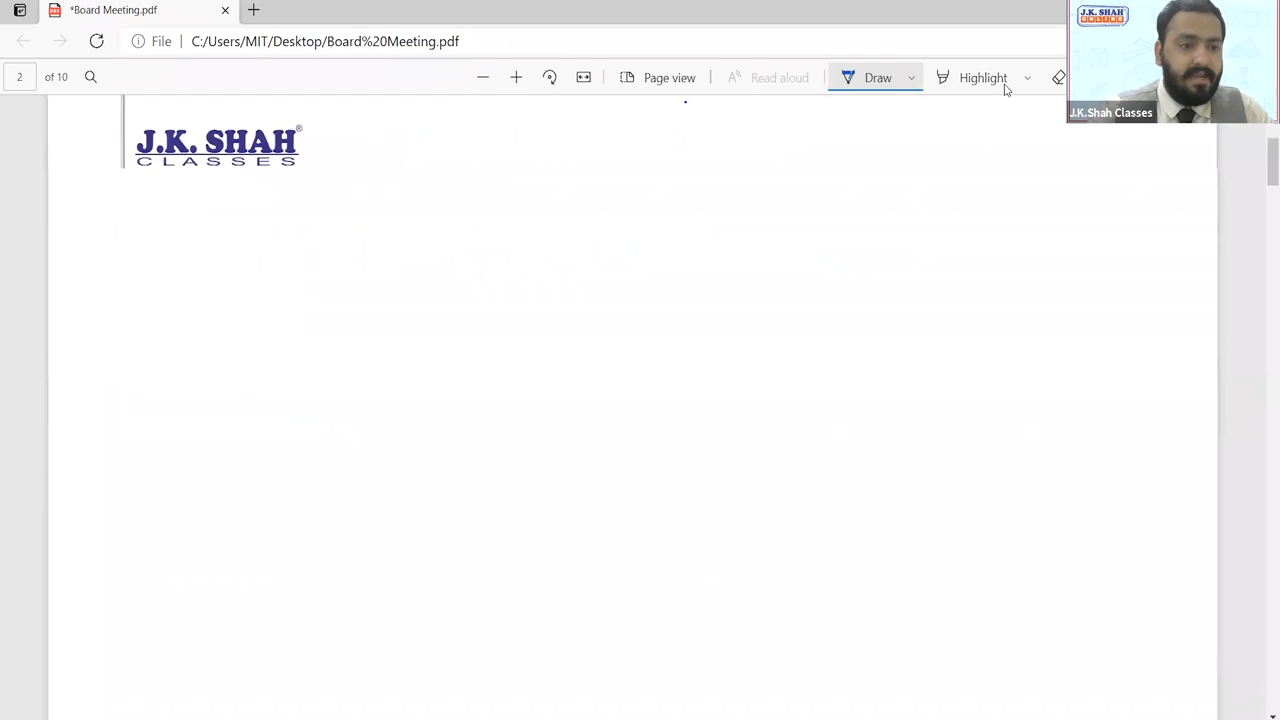 *Board Meeting.pdf
File | C:/Users/MIT/Desktop/Board%20Meeting.pdf
2 of 10
Page view
Read aloud
Draw
Highlight
J.K. SHAH
ONLINE
J.K.Shah Classes
J.K. SHAH®
CLASSES